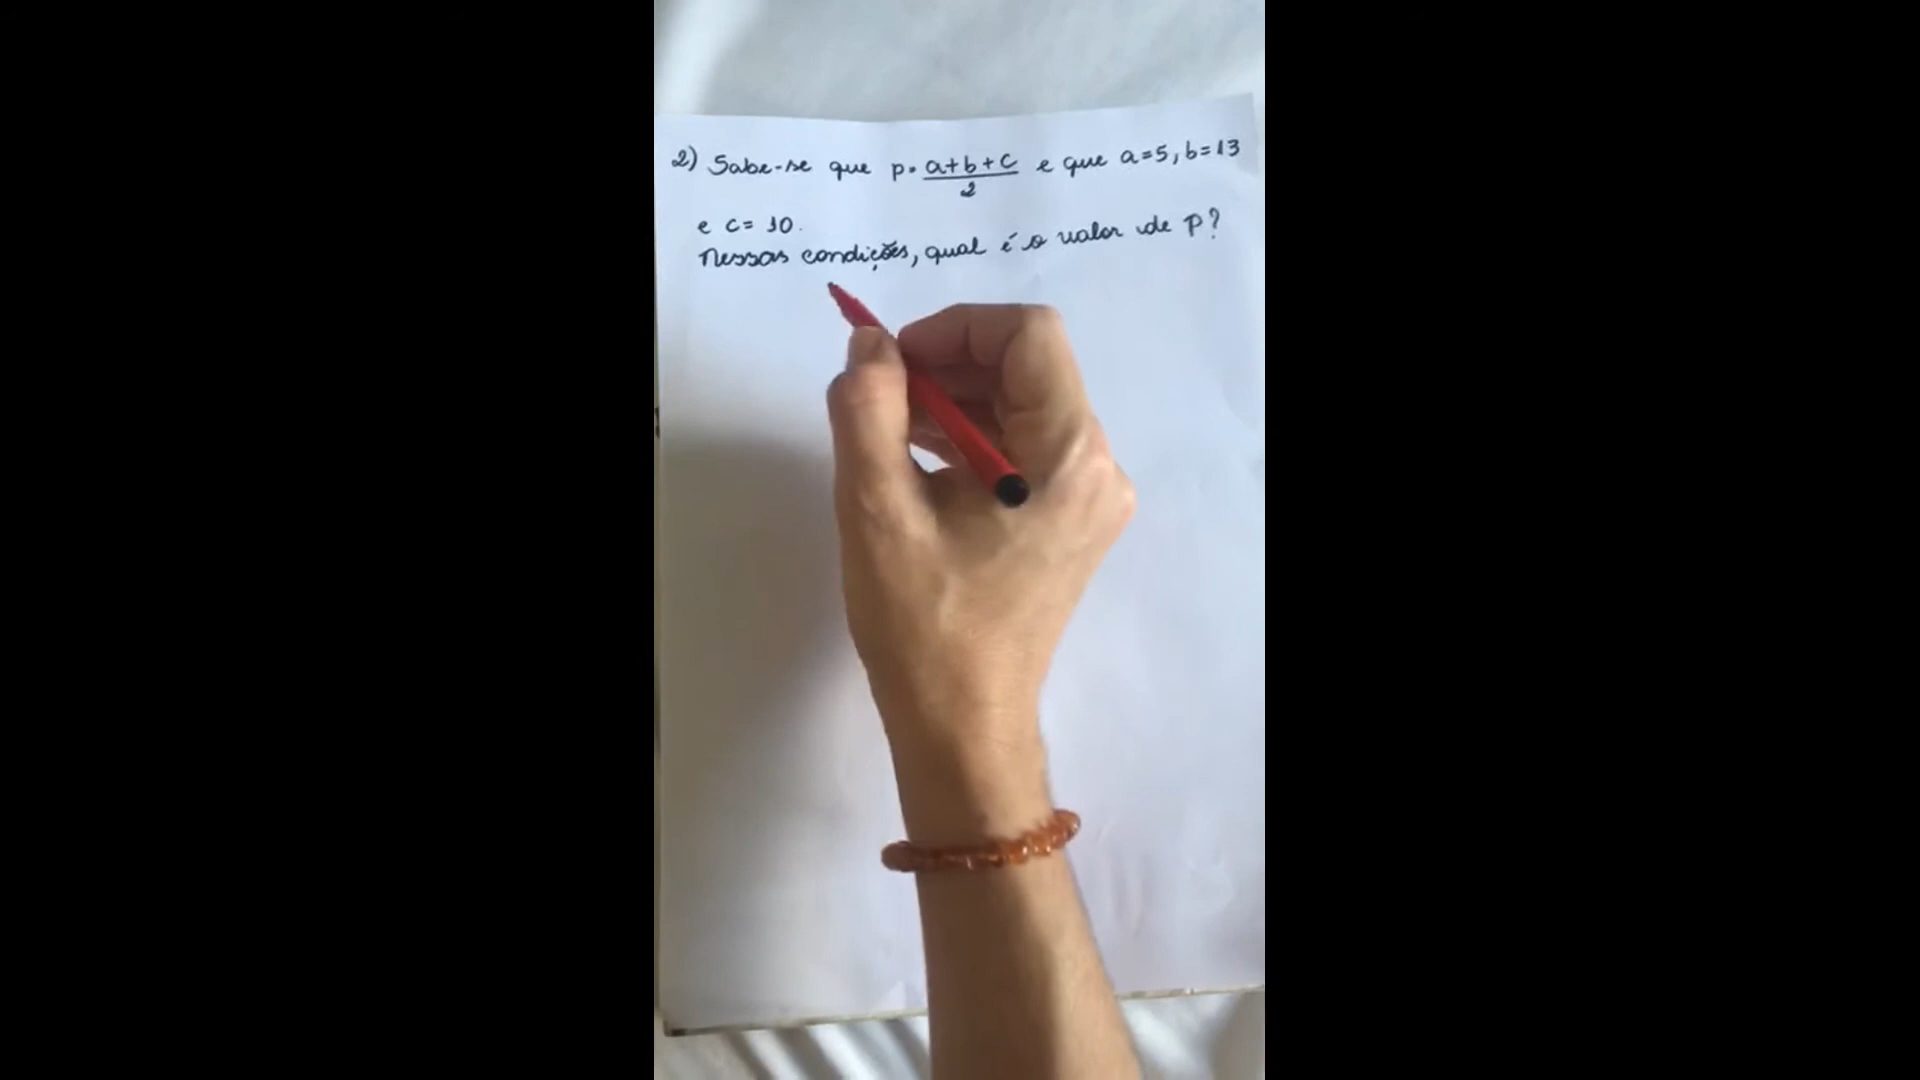 2) Sabe-se que p = a+b+c/2 e que a=5, b=13
e c= 10.
Nessas condições, qual é o valor de P?